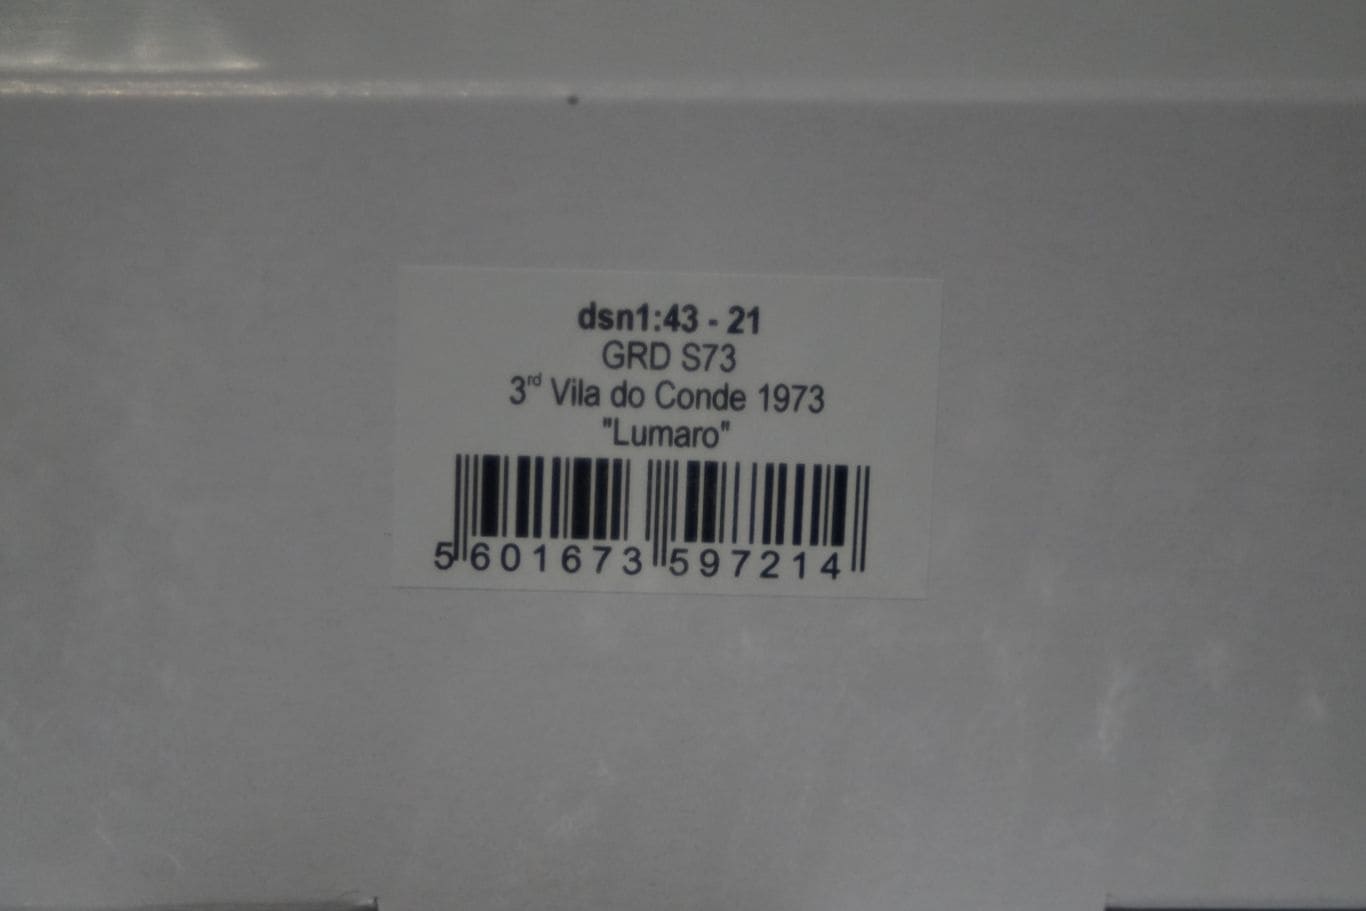 dsn1:43 - 21
GRD S73
3rd Vila do Conde 1973
"Lumaro"
5 601673 597214